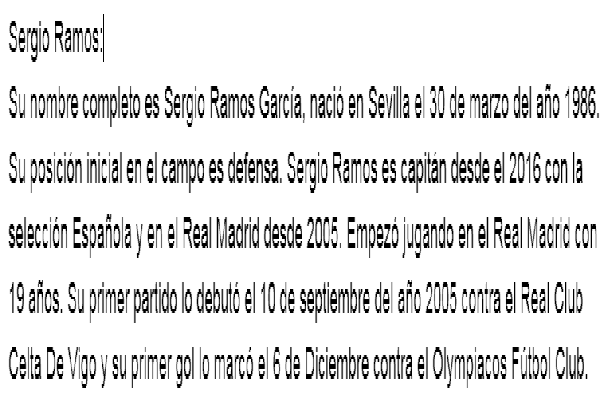 Sergio Ramos:
Su nombre completo es Sergio Ramos García, nació en Sevilla el 30 de marzo del año 1986.
Su posición inicial en el campo es defensa. Sergio Ramos es capitán desde el 2016 con la
selección Española y en el Real Madrid desde 2005. Empezó jugando en el Real Madrid con
19 años. Su primer partido lo debutó el 10 de septiembre del año 2005 contra el Real Club
Celta De Vigo y su primer gol lo marcó el 6 de Diciembre contra el Olympiacos Fútbol Club.